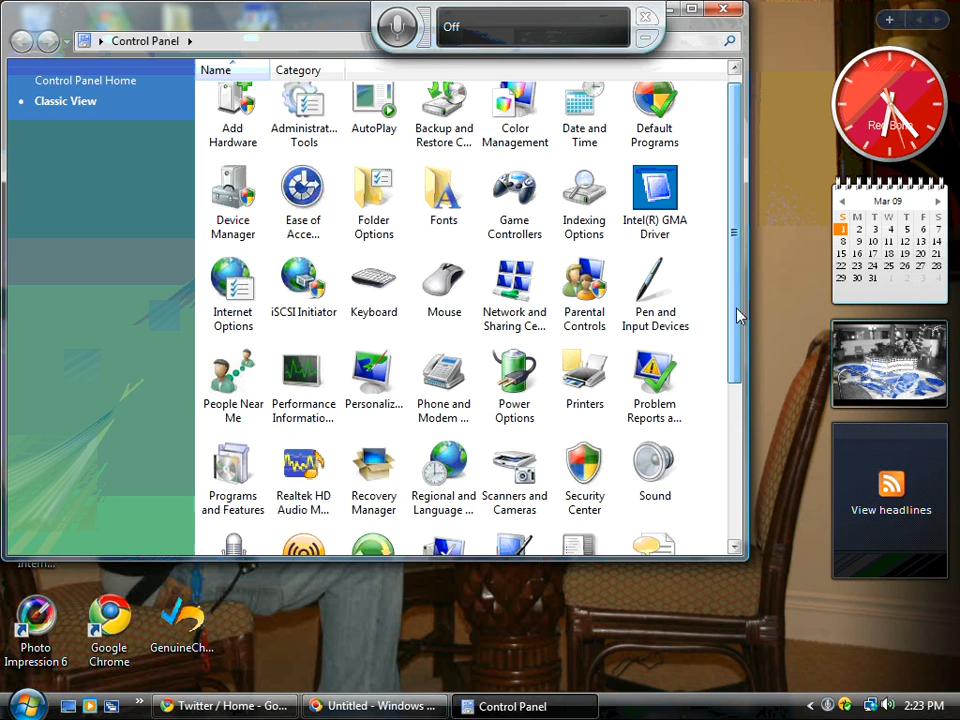 Off
Control Panel
Control Panel Home
Classic View
Name
Category
Add
Hardware
Administrat...
Tools
AutoPlay
Backup and
Restore C...
Color
Management
Date and
Time
Default
Programs
Device
Manager
Ease of
Acce...
Folder
Options
Fonts
Game
Controllers
Indexing
Options
Intel(R) GMA
Driver
Internet
Options
iSCSI Initiator
Keyboard
Mouse
Network and
Sharing Ce...
Parental
Controls
Pen and
Input Devices
People Near
Me
Performance
Informatio...
Personaliz...
Phone and
Modem ...
Power
Options
Printers
Problem
Reports a...
Programs
and Features
Realtek HD
Audio M...
Recovery
Manager
Regional and
Language ...
Scanners and
Cameras
Security
Center
Sound
Mar 09
S M T W T F S
1 2 3 4 5 6 7
8 9 10 11 12 13 14
15 16 17 18 19 20 21
22 23 24 25 26 27 28
29 30 31 1 2 3 4
View headlines
Photo
Impression 6
Google
Chrome
GenuineCh...
Twitter / Home - Go...
Untitled - Windows ...
Control Panel
2:23 PM